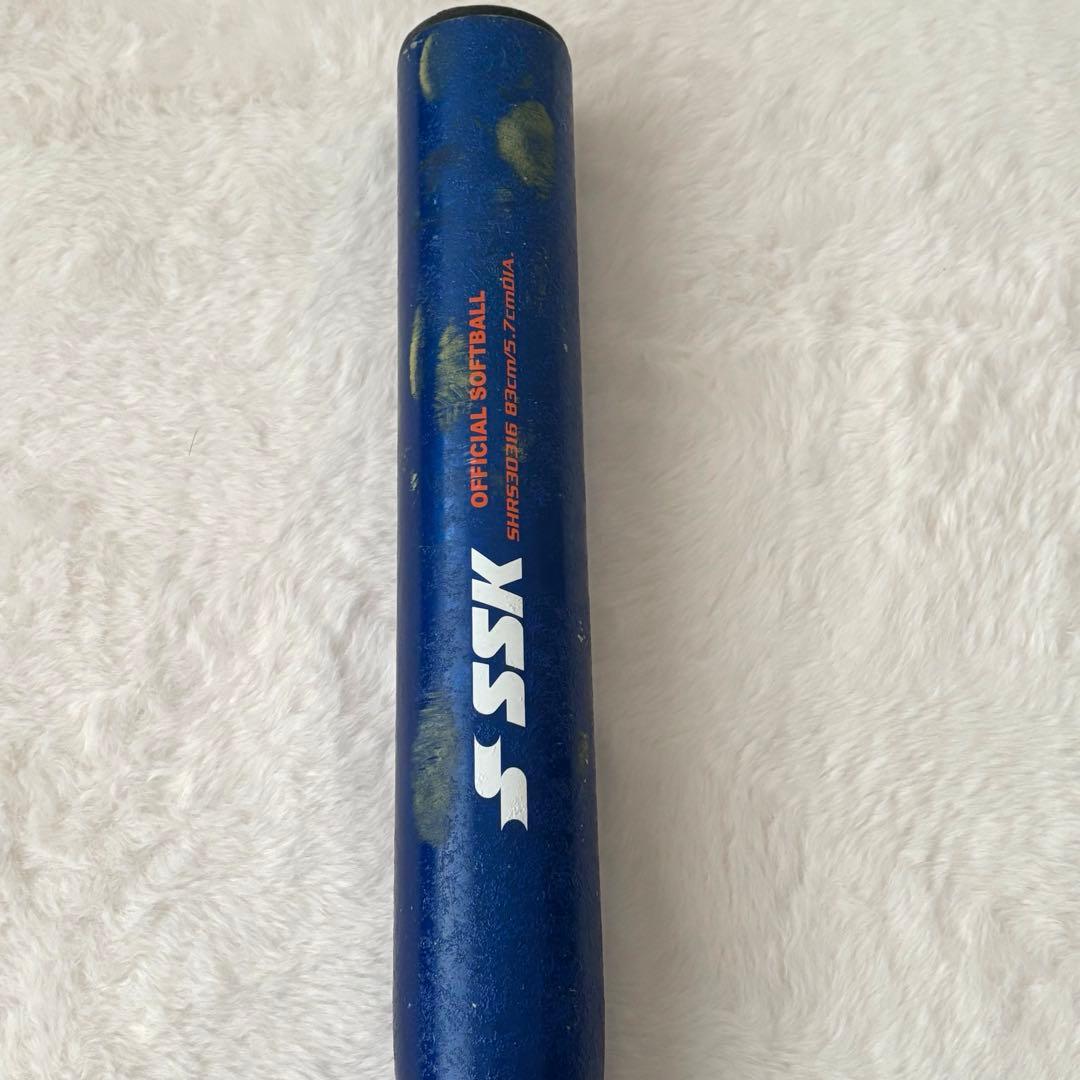 OFFICIAL SOFTBALL
SHRS30316 83cm/5.7cmDIA.
SSK